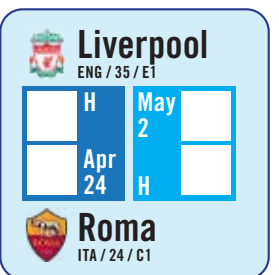 Liverpool
ENG / 35 / E1
H May
2
Apr
24 H
Roma
ITA / 24 / C1